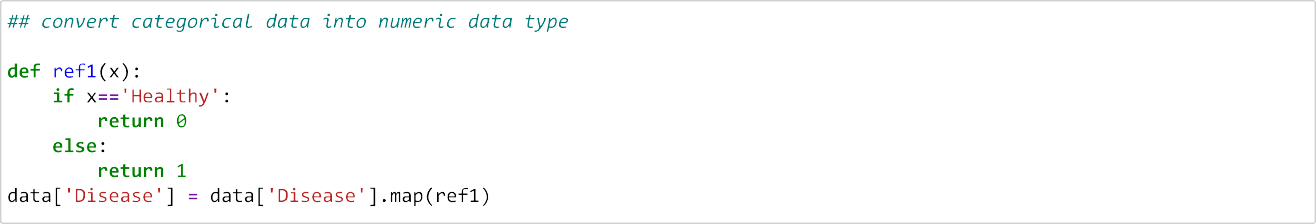 ## convert categorical data into numeric data type

def ref1(x):
    if x=='Healthy':
        return 0
    else:
        return 1
data['Disease'] = data['Disease'].map(ref1)